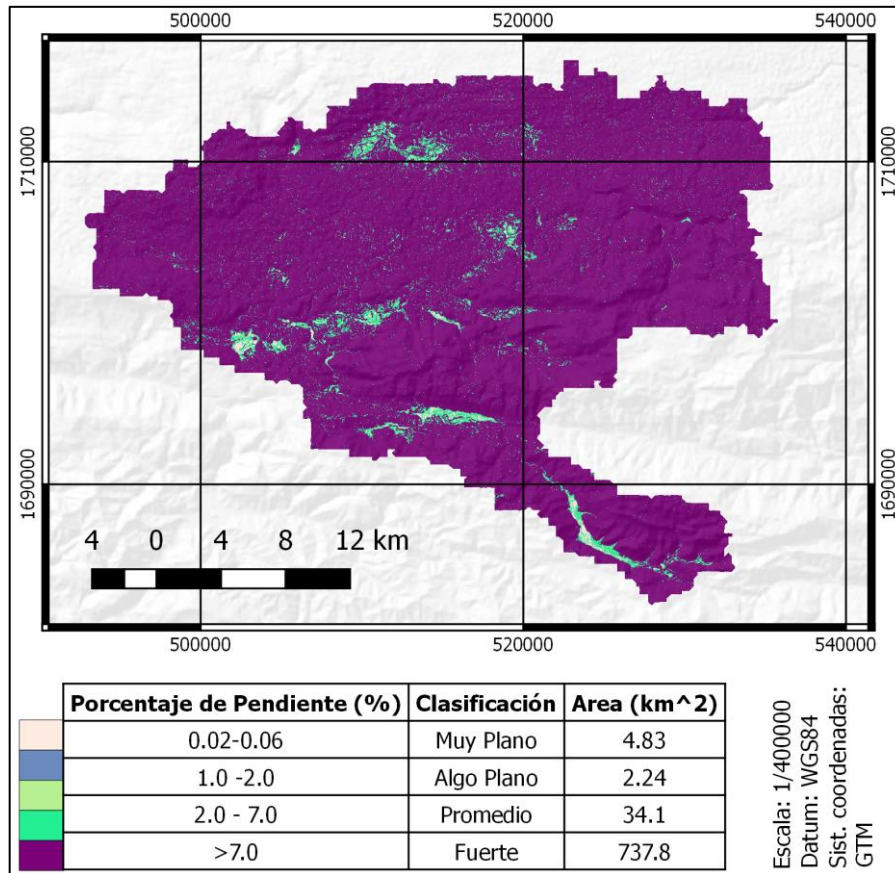 500000 520000 540000
1710000 1710000
1690000 1690000
4 0 4 8 12 km
500000 520000 540000
Porcentaje de Pendiente (%) Clasificación Area (km^2)
0.02-0.06 Muy Plano 4.83
1.0 -2.0 Algo Plano 2.24
2.0 - 7.0 Promedio 34.1
>7.0 Fuerte 737.8
Escala: 1/400000
Datum: WGS84
Sist. coordenadas:
GTM